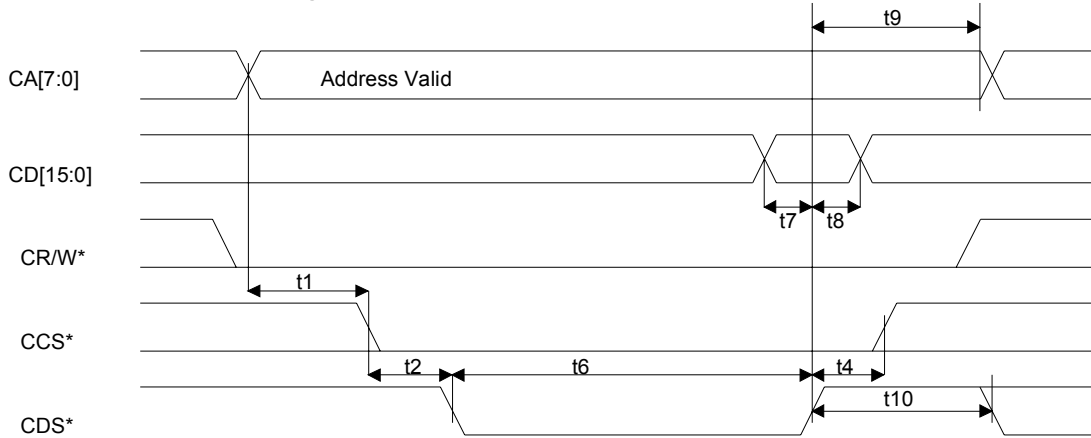 t9
CA[7:0]
Address Valid
CD[15:0]
t7
t8
CR/W*
t1
CCS*
t2
t6
t4
t10
CDS*